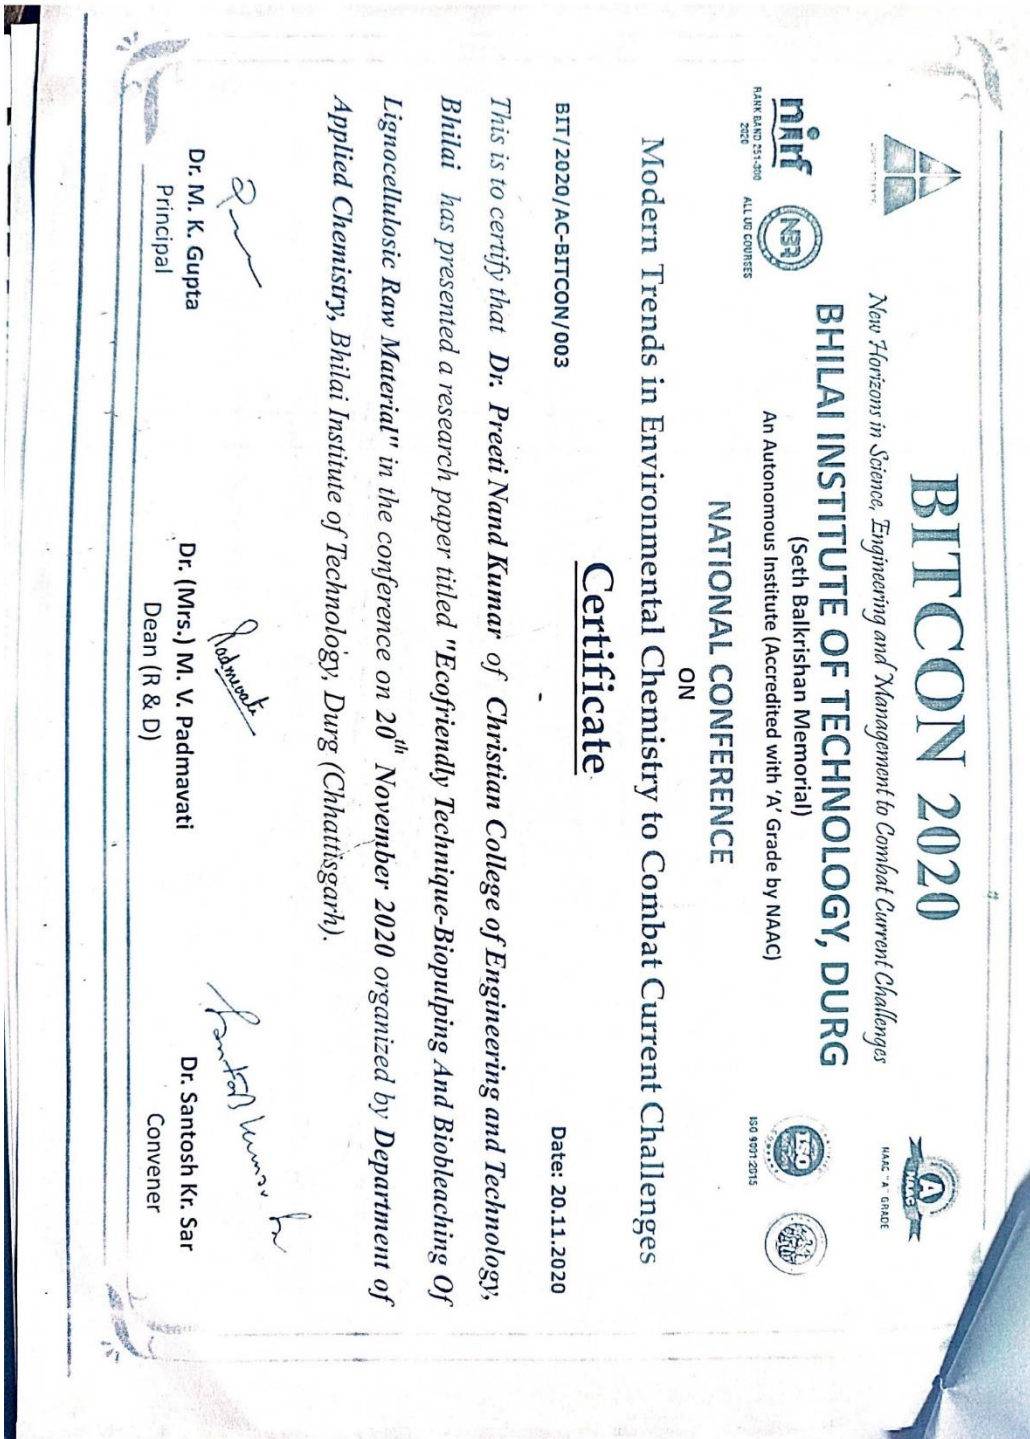 BITCON 2020
New Horizons in Science, Engineering and Management to Combat Current Challenges
NAAC "A" GRADE
A
NAAC
BHILAI INSTITUTE OF TECHNOLOGY, DURG
(Seth Balkrishan Memorial)
An Autonomous Institute (Accredited with 'A' Grade by NAAC)
nirf
RANK BAND 251-300
2020
ALL UG COURSES
ISO
ISO 9001:2015
NATIONAL CONFERENCE
ON
Modern Trends in Environmental Chemistry to Combat Current Challenges
Certificate
BIT/2020/AC-BITCON/003
Date: 20.11.2020
This is to certify that Dr. Preeti Nand Kumar of Christian College of Engineering and Technology,
Bhilai has presented a research paper titled "Ecofriendly Technique-Biopulping And Biobleaching Of
Lignocellulosic Raw Material" in the conference on 20th November 2020 organized by Department of
Applied Chemistry, Bhilai Institute of Technology, Durg (Chhattisgarh).
Dr. M. K. Gupta
Principal
Padmavati
Dr. (Mrs.) M. V. Padmavati
Dean (R & D)
Dr. Santosh Kr. Sar
Convener